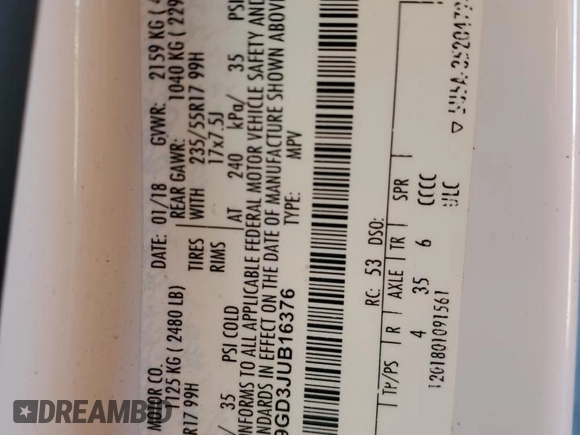 MOTOR CO. DATE: 01/18 GVWR: 2159 KG (
1125 KG ( 2480 LB) REAR GAWR: 1040 KG ( 229
R17 99H TIRES WITH 235/55R17 99H
RIMS 17x7.5J
/ 35 PSI COLD AT 240 kPa/ 35 PSI
ONFORMS TO ALL APPLICABLE FEDERAL MOTOR VEHICLE SAFETY AND
NDARDS IN EFFECT ON THE DATE OF MANUFACTURE SHOWN ABOVE
9GD3JUB16376 TYPE: MPV
RC: 53 DSO:
TP/PS R AXLE TR SPR
4 35 6 CCCC
ULC
1201801091561
DREAMBID